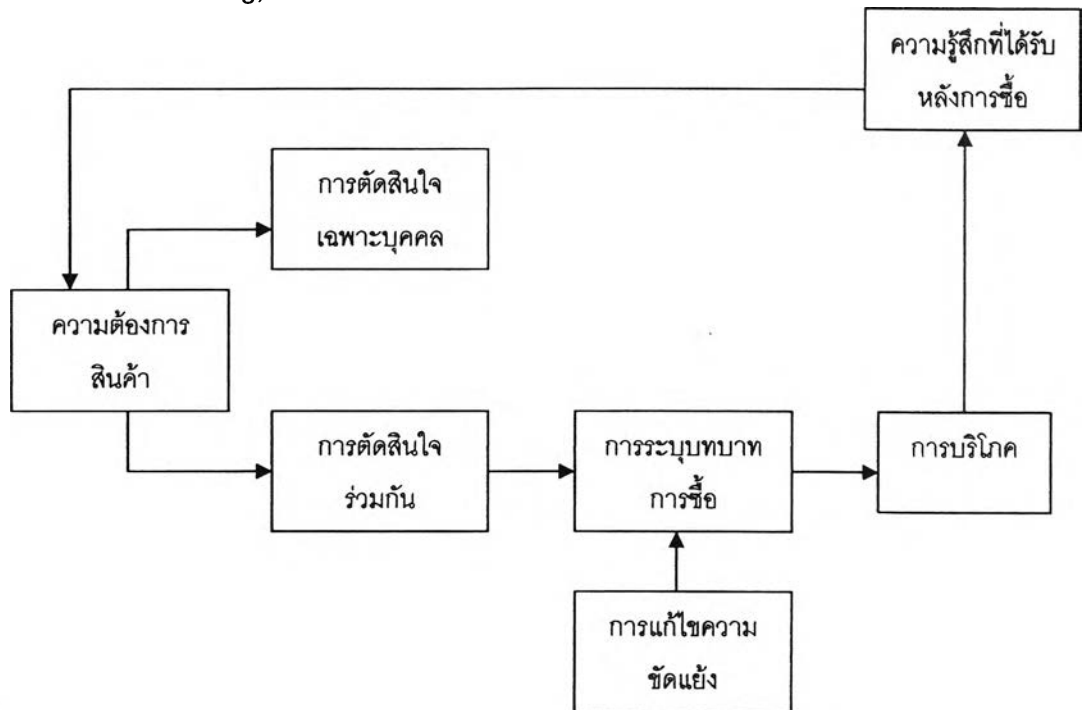 ความรู้สึกที่ได้รับ
หลังการซื้อ
การตัดสินใจ
เฉพาะบุคคล
ความต้องการ
สินค้า
การตัดสินใจ
ร่วมกัน
การระบุบทบาท
การซื้อ
การบริโภค
การแก้ไขความ
ขัดแย้ง